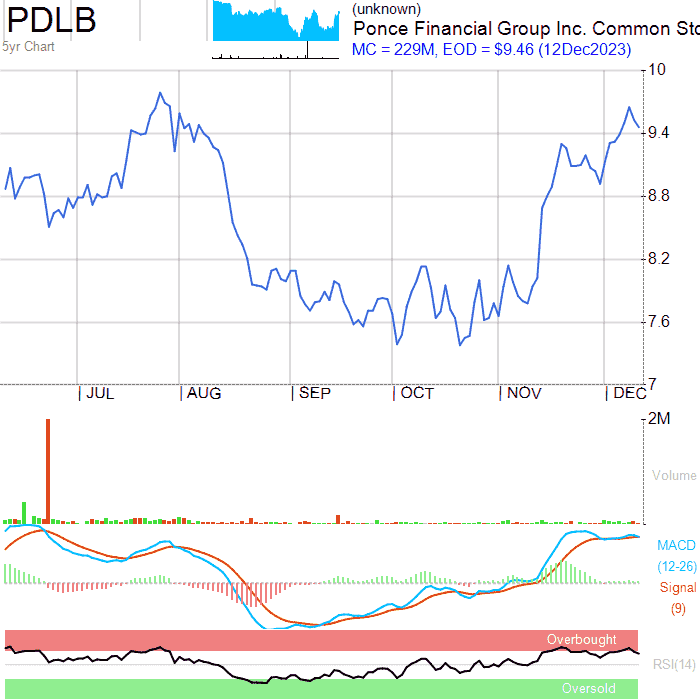 PDLB
5yr Chart
(unknown)
Ponce Financial Group Inc. Common Sto
MC = 229M, EOD = $9.46 (12Dec2023)
10
9.4
8.8
8.2
7.6
7
JUL AUG SEP OCT NOV DEC
2M
Volume
MACD
(12-26)
Signal
(9)
Overbought
RSI(14)
Oversold